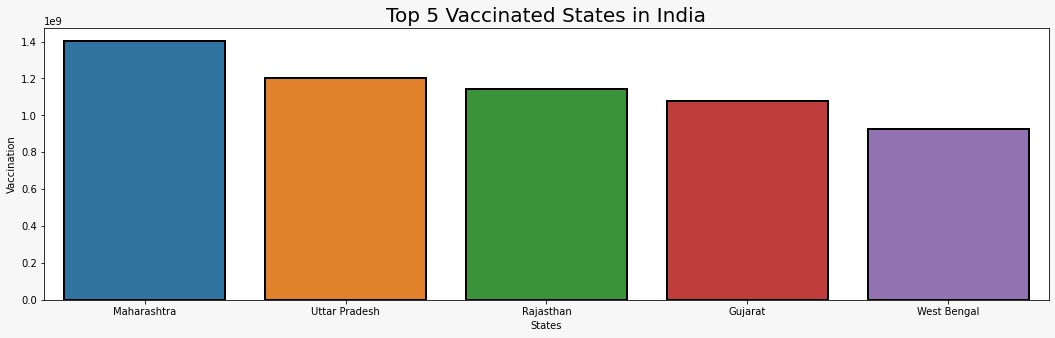 Top 5 Vaccinated States in India
1e9
1.4
1.2
1.0
0.8
0.6
0.4
0.2
0.0
Vaccination
Maharashtra Uttar Pradesh Rajasthan Gujarat West Bengal
States